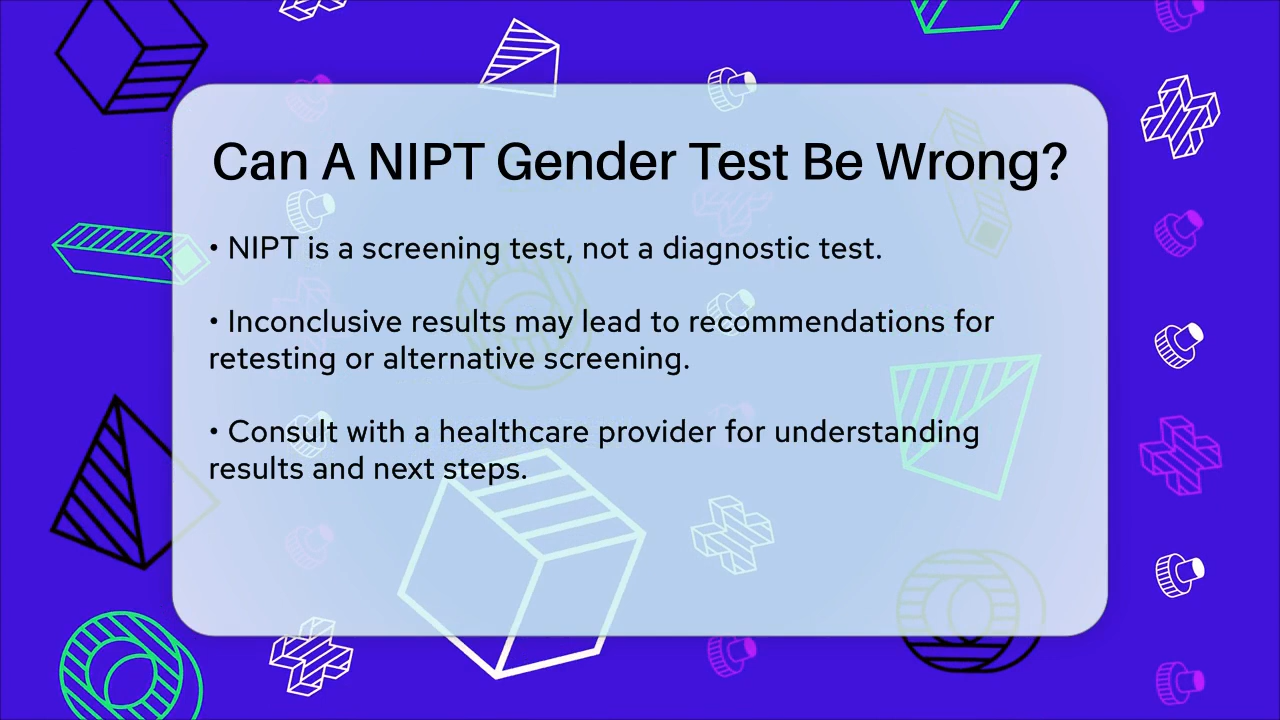 Can A NIPT Gender Test Be Wrong?
• NIPT is a screening test, not a diagnostic test.
• Inconclusive results may lead to recommendations for
retesting or alternative screening.
• Consult with a healthcare provider for understanding
results and next steps.